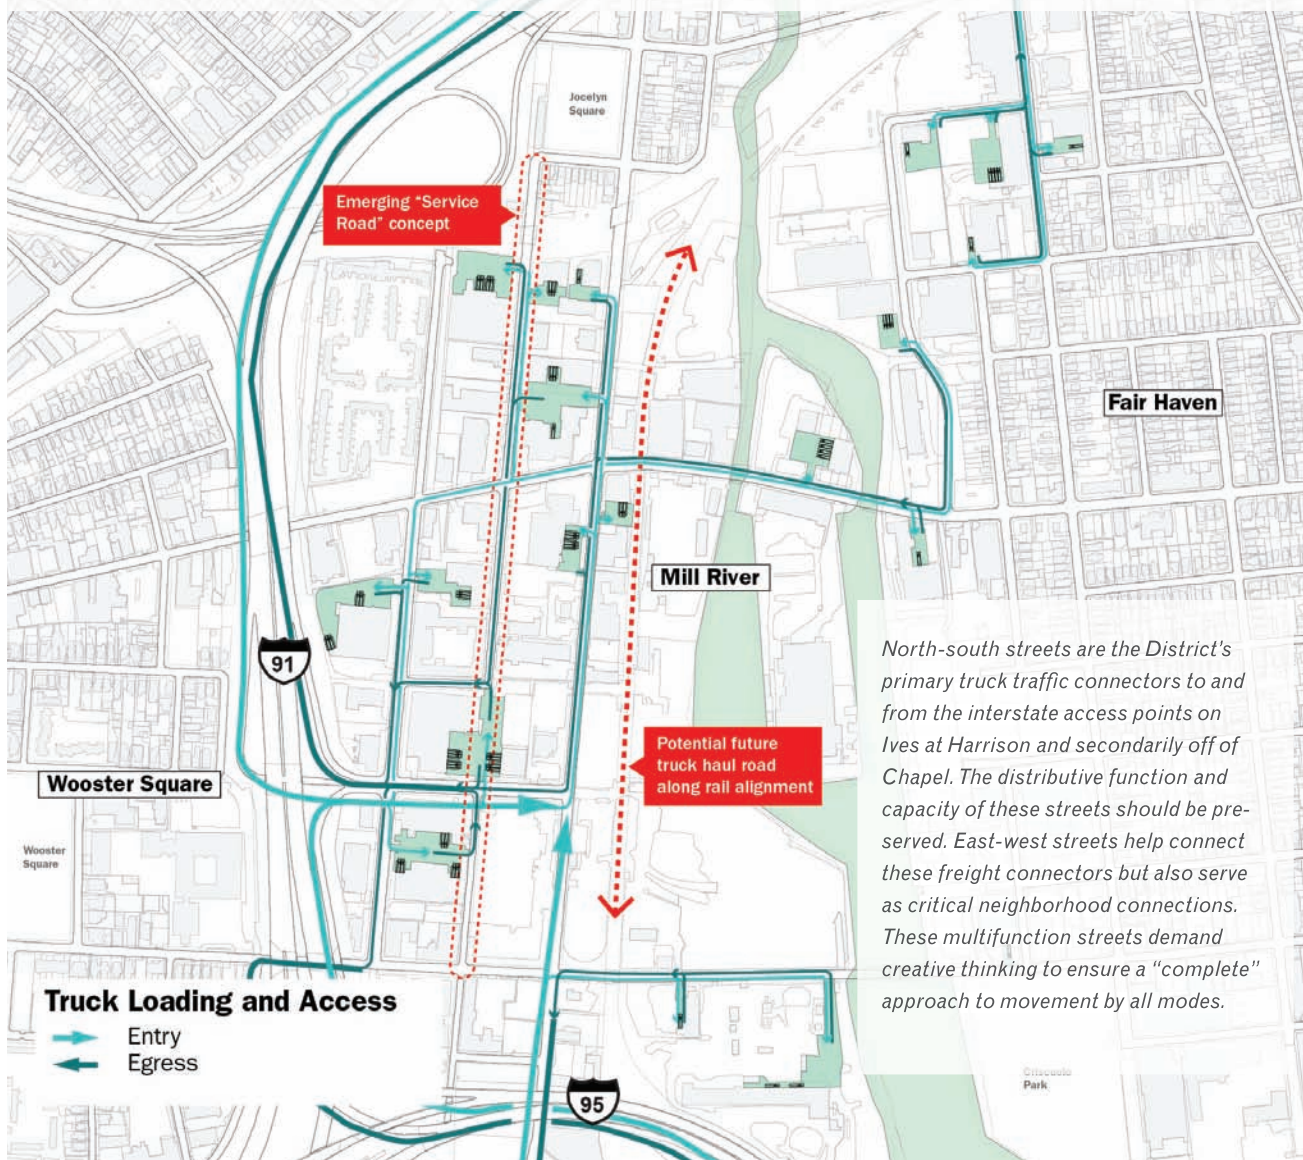 Jocelyn
Square
Emerging “Service
Road” concept
Fair Haven
Mill River
91
Wooster Square
Potential future
truck haul road
along rail alignment
Wooster
Square
North-south streets are the District’s
primary truck traffic connectors to and
from the interstate access points on
Ives at Harrison and secondarily off of
Chapel. The distributive function and
capacity of these streets should be pre-
served. East-west streets help connect
these freight connectors but also serve
as critical neighborhood connections.
These multifunction streets demand
creative thinking to ensure a “complete”
approach to movement by all modes.
Truck Loading and Access
Entry
Egress
95
Criscuolo
Park